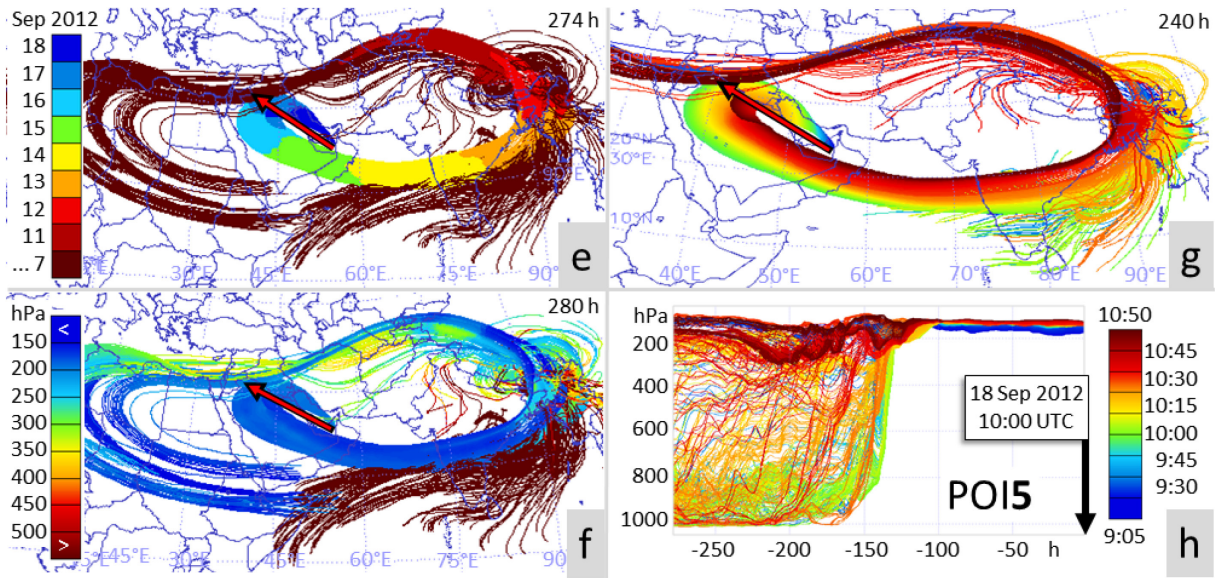 Sep 2012
18
17
16
15
14
13
12
11
... 7
274 h
30°E
45°E
60°E
75°E
90°
e
240 h
20°N
30°E
10°N
40°E
50°E
60°E
70°E
80°E
90°E
g
hPa
150
200
250
300
350
400
450
500
<
>
280 h
45°E
60°E
75°E
90
f
hPa
200
400
600
800
1000
-250
-200
-150
-100
-50
h
18 Sep 2012
10:00 UTC
POI5
10:50
10:45
10:30
10:15
10:00
9:45
9:30
9:05
h